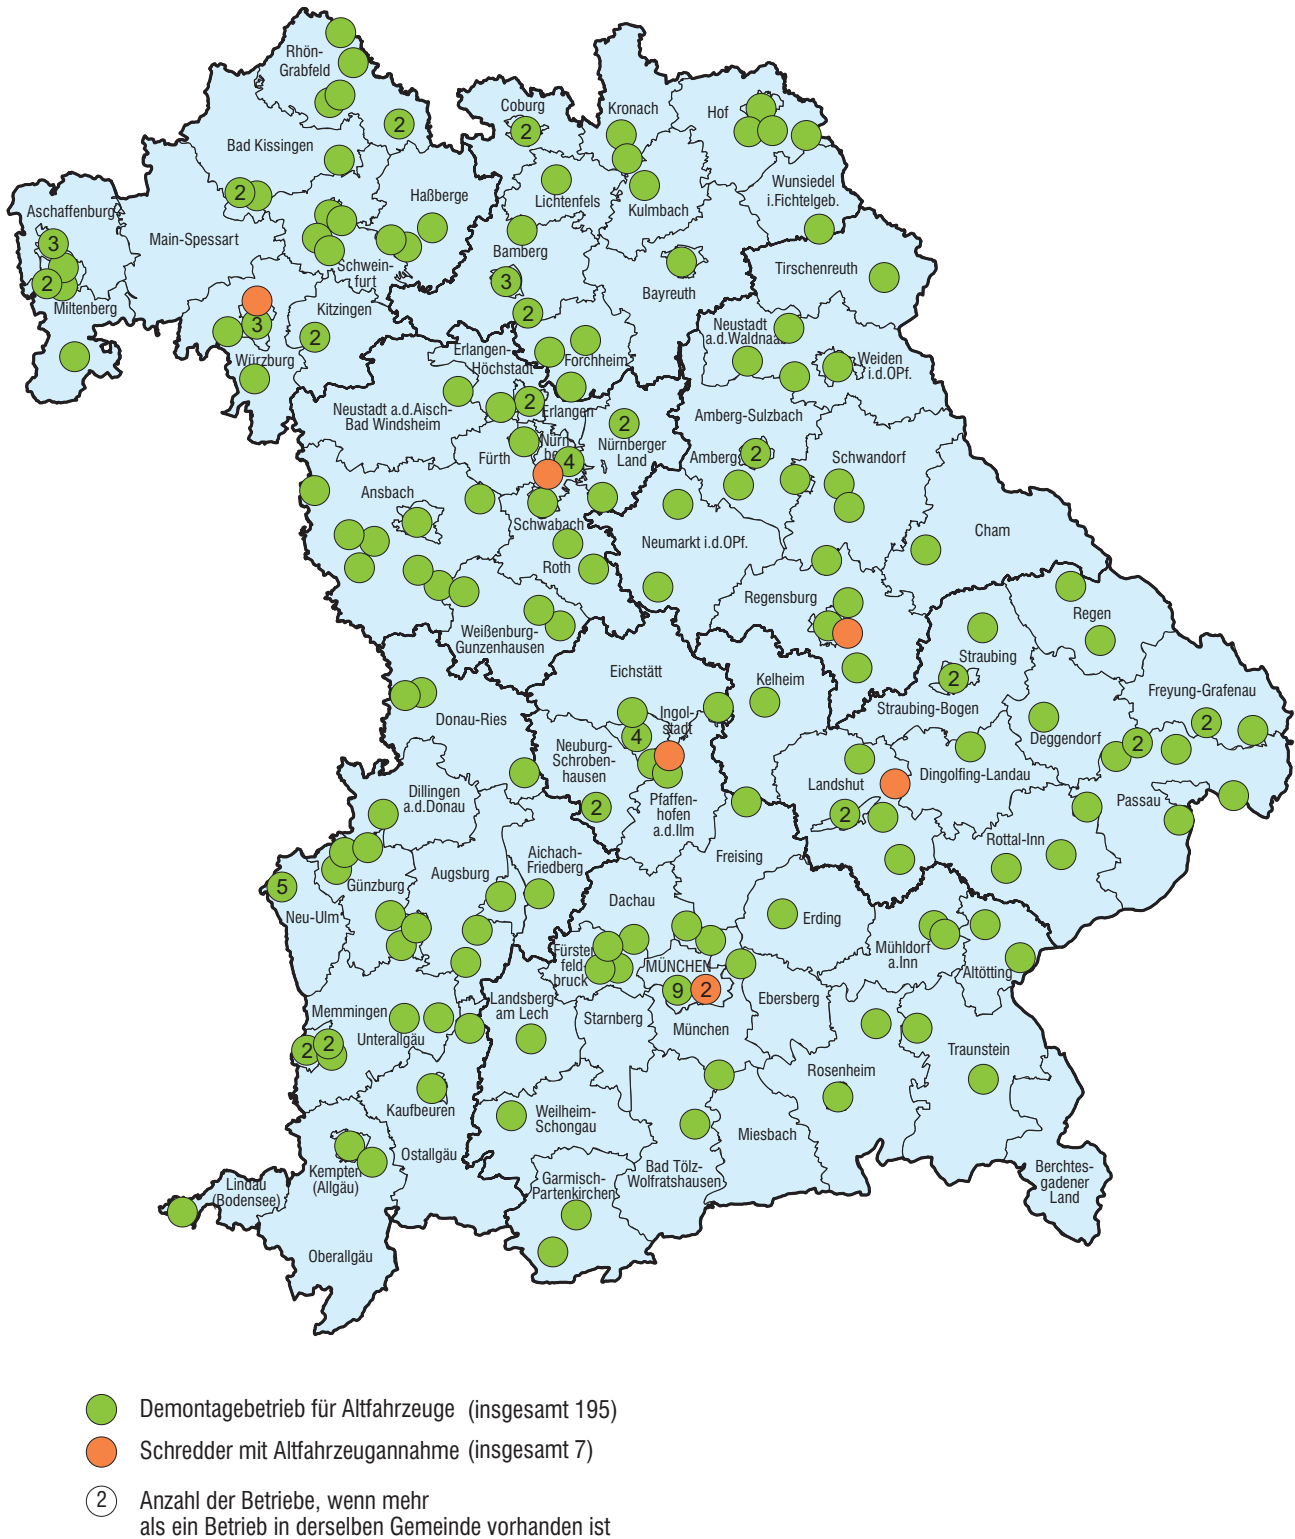 Rhön-
Grabfeld
2
Coburg
2
Kronach
Hof
Bad Kissingen
2
Haßberge
Lichtenfels
Kulmbach
Wunsiedel
i.Fichtelgeb.
Aschaffenburg
3
2
Main-Spessart
Schwein-
furt
Bamberg
3
2
Bayreuth
Tirschenreuth
Miltenberg
3
Würzburg
Kitzingen
2
Erlangen-
Höchstadt
Forchheim
Neustadt
a.d.Waldnaab
Weiden
i.d.OPf.
Neustadt a.d.Aisch-
Bad Windsheim
2
Erlangen
2
Nürnberger
Land
Amberg-Sulzbach
Fürth
Nürn-
be
4
Amberg
2
Schwandorf
Ansbach
Schwabach
Roth
Neumarkt i.d.OPf.
Cham
Regensburg
Regen
Weißenburg-
Gunzenhausen
Eichstätt
Kelheim
Straubing
2
Straubing-Bogen
Freyung-Grafenau
2
Donau-Ries
Ingol-
stadt
4
Neuburg-
Schroben-
hausen
2
Deggendorf
2
Dillingen
a.d.Donau
Pfaffen-
hofen
a.d.Ilm
Landshut
2
Dingolfing-Landau
Passau
Rottal-Inn
Freising
Aichach-
Friedberg
Augsburg
Günzburg
5
Neu-Ulm
Dachau
Erding
Mühldorf
a.Inn
Altötting
Fürsten
feld-
bruck
MÜNCHEN
9
2
München
Ebersberg
Landsberg
am Lech
Starnberg
Memmingen
2
2
Unterallgäu
Traunstein
Rosenheim
Kaufbeuren
Weilheim-
Schongau
Miesbach
Ostallgäu
Kempten
(Allgäu)
Lindau
(Bodensee)
Garmisch-
Partenkirchen
Bad Tölz-
Wolfratshausen
Berchtes-
gadener
Land
Oberallgäu
Demontagebetrieb für Altfahrzeuge (insgesamt 195)
Schredder mit Altfahrzeugannahme (insgesamt 7)
2 Anzahl der Betriebe, wenn mehr
als ein Betrieb in derselben Gemeinde vorhanden ist